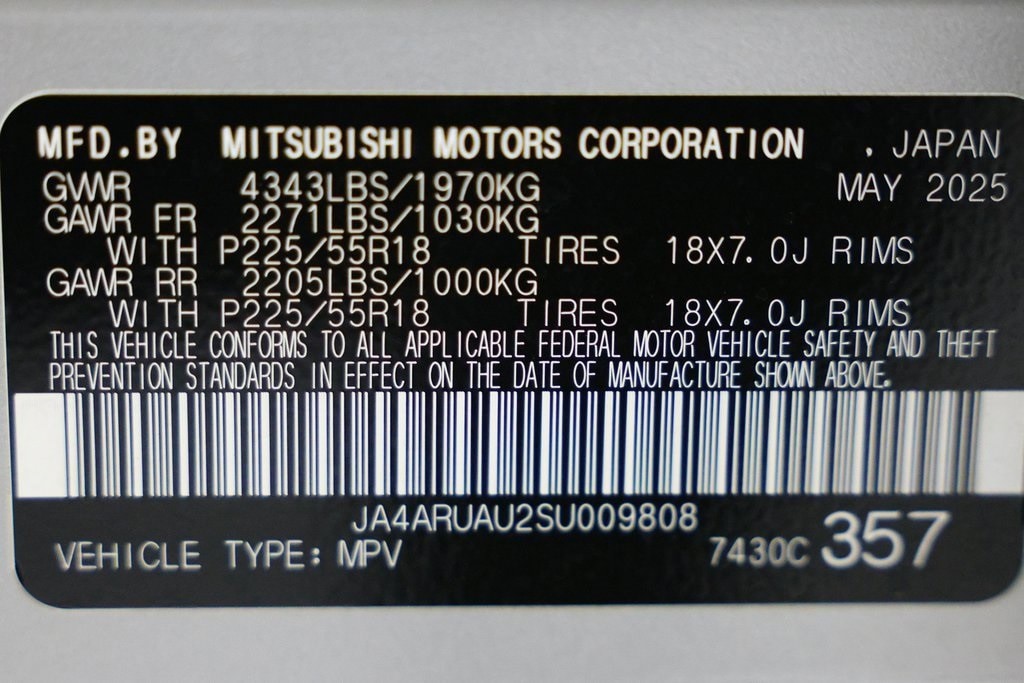 MFD.BY MITSUBISHI MOTORS CORPORATION . JAPAN
GVWR 4343LBS/1970KG MAY 2025
GAWR FR 2271LBS/1030KG
WITH P225/55R18 TIRES 18X7.0J RIMS
GAWR RR 2205LBS/1000KG
WITH P225/55R18 TIRES 18X7.0J RIMS
THIS VEHICLE CONFORMS TO ALL APPLICABLE FEDERAL MOTOR VEHICLE SAFETY AND THEFT
PREVENTION STANDARDS IN EFFECT ON THE DATE OF MANUFACTURE SHOWN ABOVE.
JA4ARUAU2SU009808
VEHICLE TYPE: MPV 7430C 357